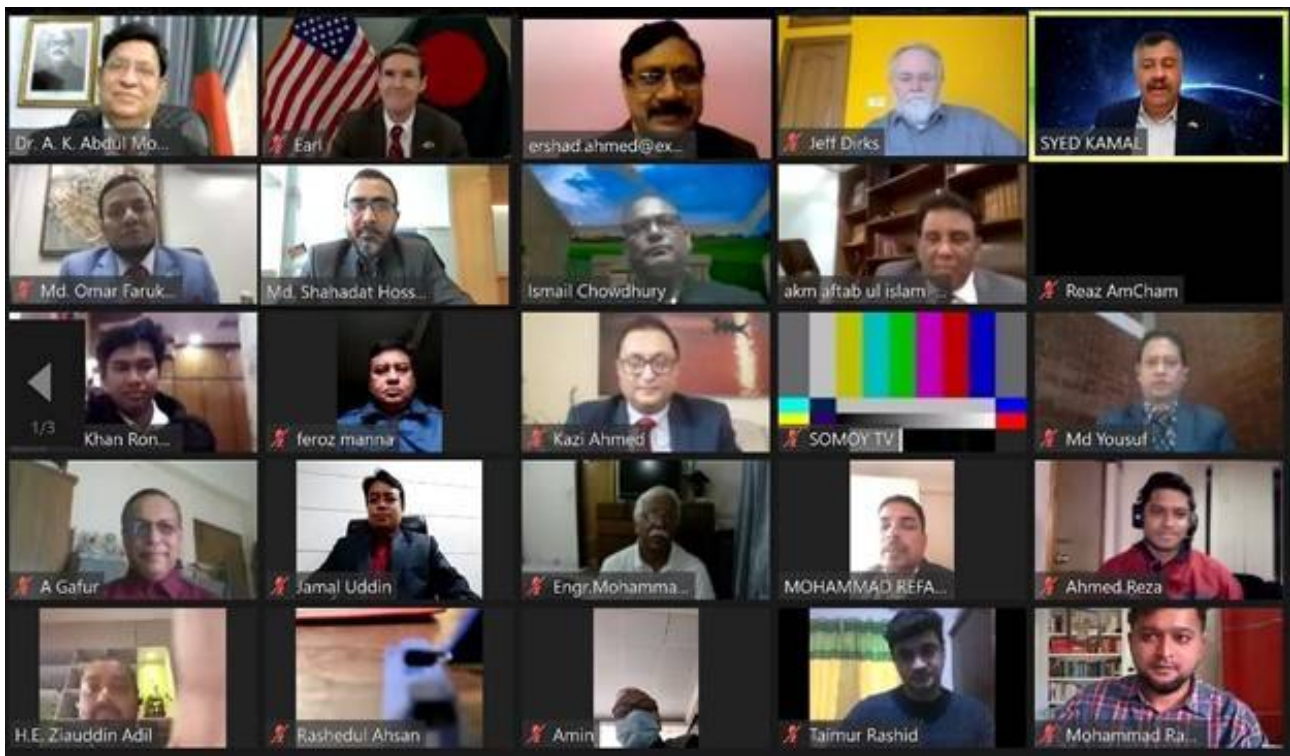 Dr. A. K. Abdul Mo...
Earl
ershad.ahmed@ex...
Jeff Dirks
SYED KAMAL
Md. Omar Faruk...
Md. Shahadat Hoss...
Ismail Chowdhury
akm aftab ul islam -...
Reaz AmCham
1/3
Khan Ron...
feroz manna
Kazi Ahmed
SOMOY TV
Md Yousuf
A Gafur
Jamal Uddin
Engr.Mohamma...
MOHAMMAD REFA...
Ahmed Reza
H.E. Ziauddin Adil
Rashedul Ahsan
Amin
Taimur Rashid
Mohammad Ra...